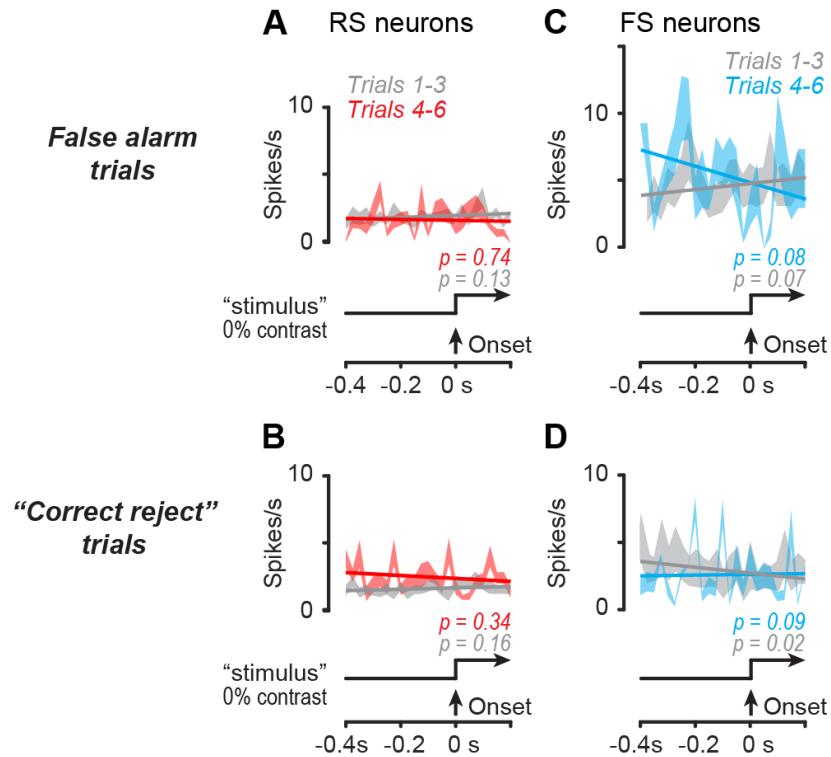 A RS neurons
C FS neurons
False alarm
trials
Spikes/s
10
0
Trials 1-3
Trials 4-6
p = 0.74
p = 0.13
10
0
Trials 1-3
Trials 4-6
p = 0.08
p = 0.07
“stimulus”
0% contrast
Onset
-0.4 -0.2 0 s
Onset
-0.4s -0.2 0 s
B
D
“Correct reject”
trials
Spikes/s
10
5
0
p = 0.34
p = 0.16
Spikes/s
10
5
0
p = 0.09
p = 0.02
“stimulus”
0% contrast
Onset
-0.4s -0.2 0 s
Onset
-0.4s -0.2 0 s